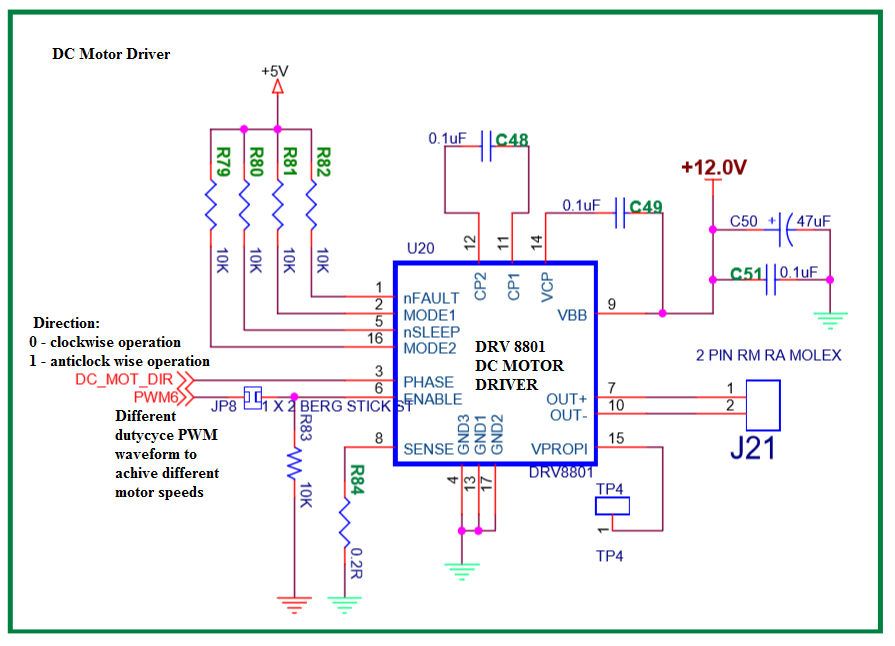 DC Motor Driver
+5V
R79
R80
R81
R82
10K
10K
10K
10K
0.1uF
C48
0.1uF
C49
+12.0V
C50
+
47uF
C51
0.1uF
U20
12
11
14
CP2
CP1
VCP
1
nFAULT
2
MODE1
5
nSLEEP
16
MODE2
VBB
9
DRV 8801
DC MOTOR
DRIVER
Direction:
0 - clockwise operation
1 - anticlock wise operation
DC_MOT_DIR
3
PHASE
PWM6
6
ENABLE
JP8
1 X 2 BERG STICK ST
Different
dutycyce PWM
waveform to
achive different
motor speeds
R83
10K
8
SENSE
R84
0.2R
GND3
GND1
GND2
4
13
17
OUT+
7
OUT-
10
VPROPI
15
DRV8801
2 PIN RM RA MOLEX
1
2
J21
TP4
1
TP4